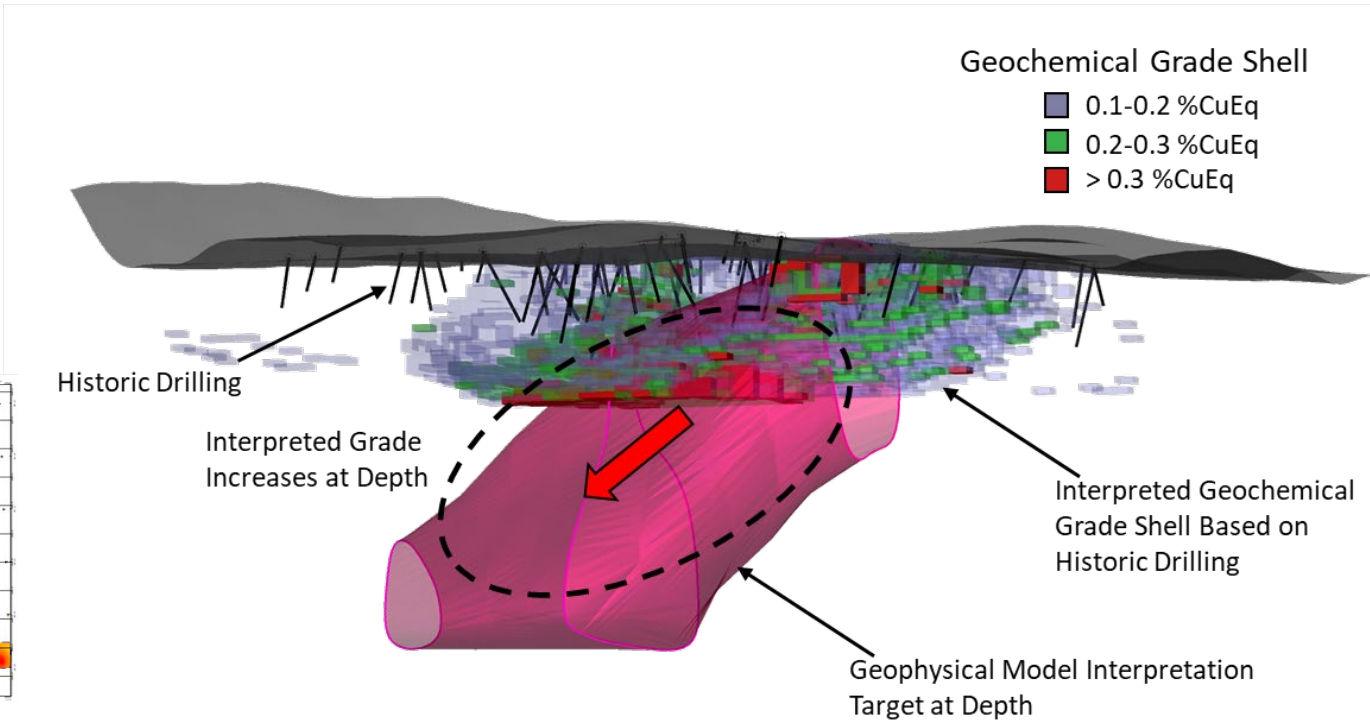 Geochemical Grade Shell
0.1-0.2 %CuEq
0.2-0.3 %CuEq
> 0.3 %CuEq
Historic Drilling
Interpreted Grade
Increases at Depth
Interpreted Geochemical
Grade Shell Based on
Historic Drilling
Geophysical Model Interpretation
Target at Depth